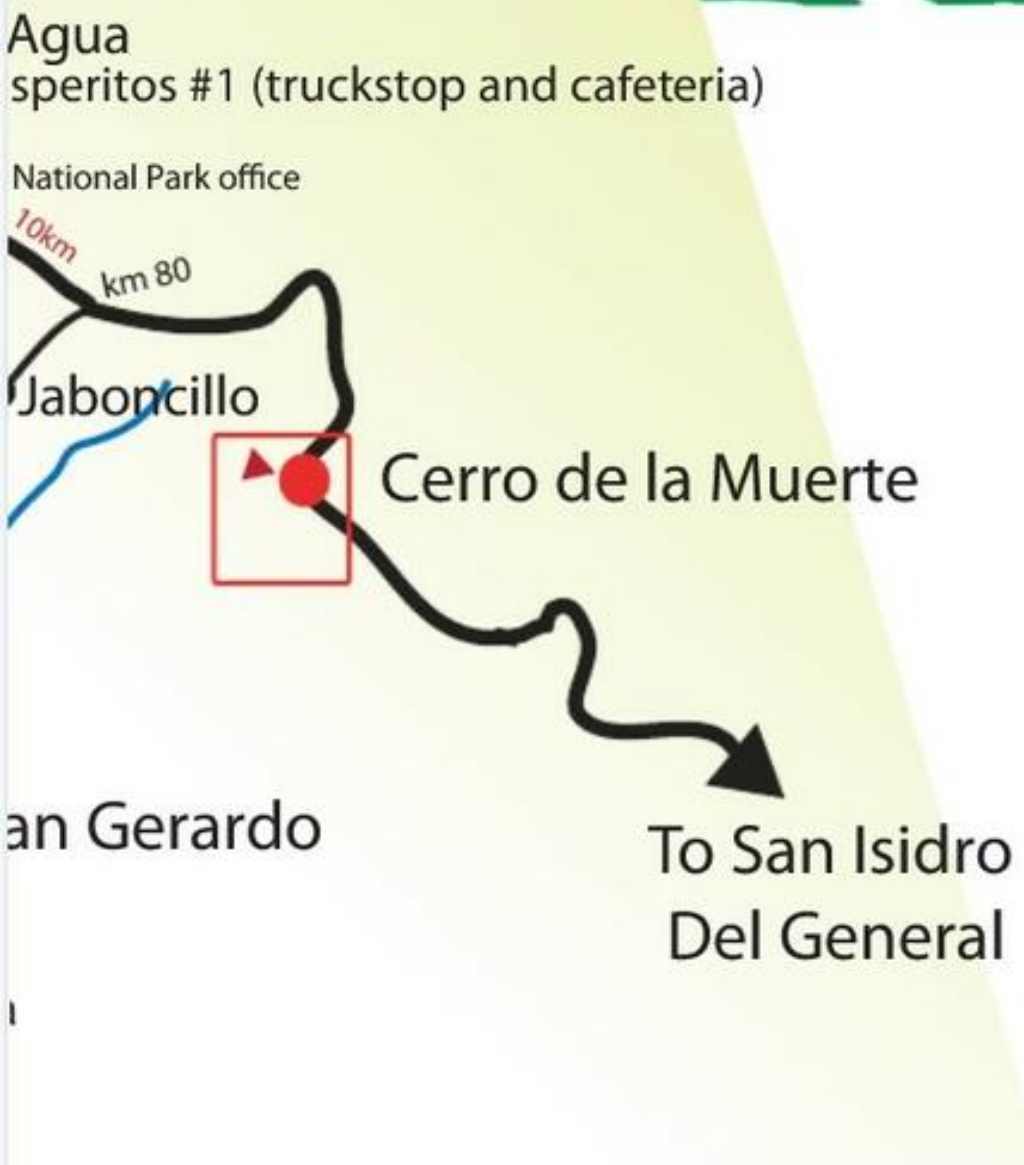 Agua
speritos #1 (truckstop and cafeteria)
National Park office
10km
km 80
Jaboncillo
Cerro de la Muerte
an Gerardo
To San Isidro
Del General